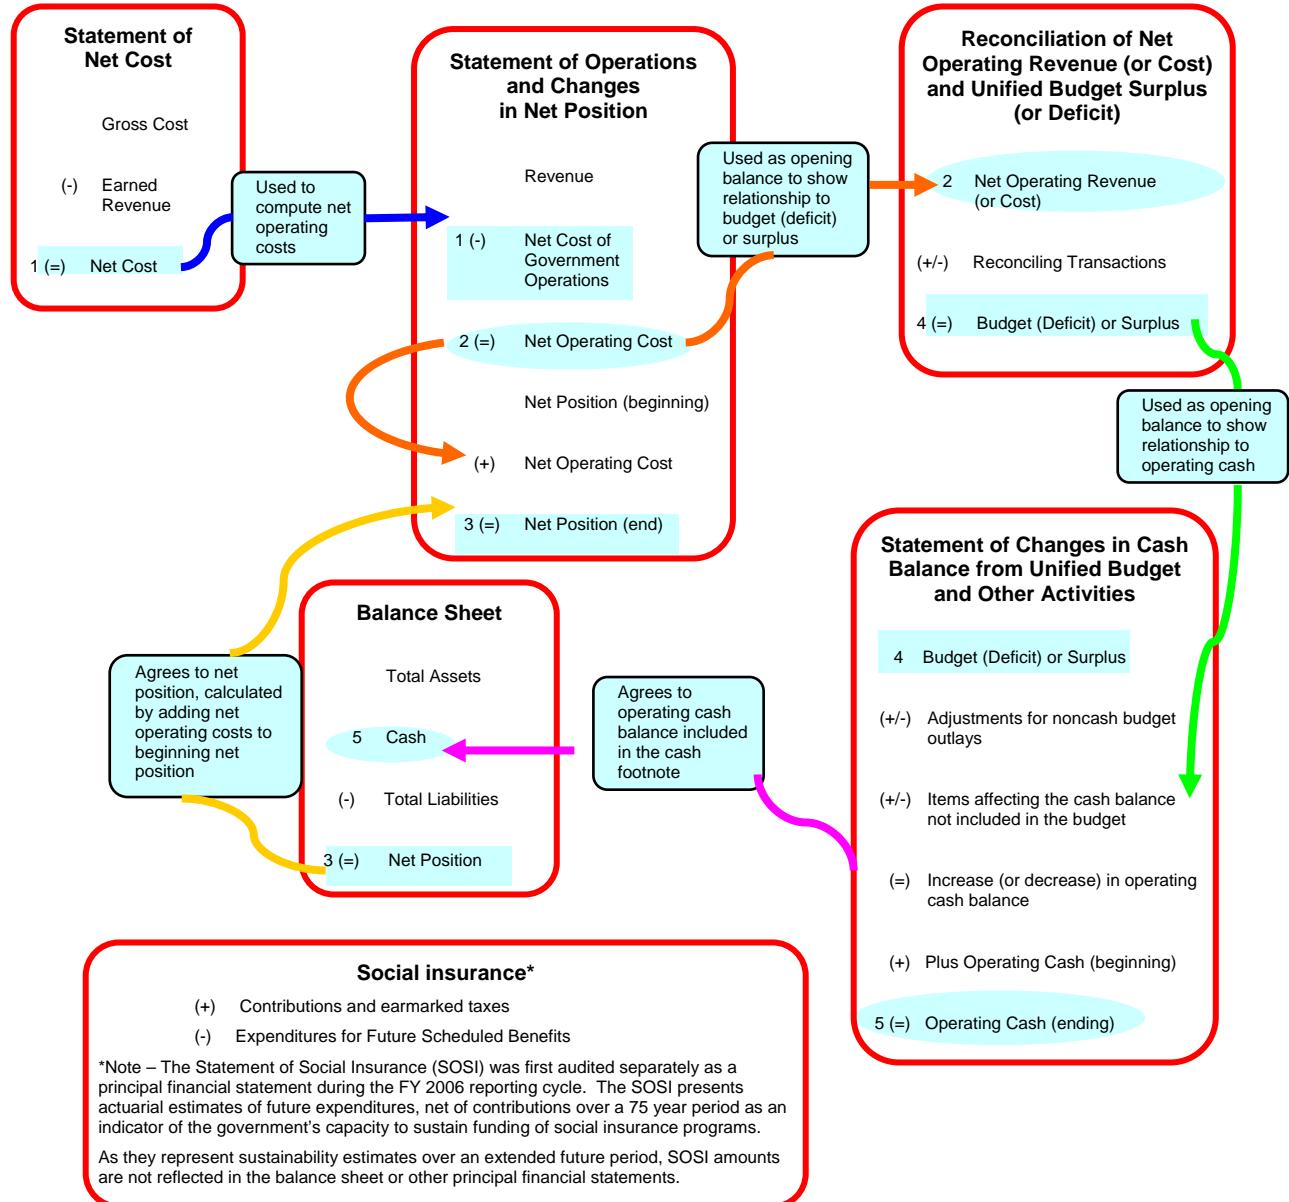 Statement of
Net Cost
Gross Cost
(-) Earned
Revenue
1 (=) Net Cost
Used to
compute net
operating
costs
Statement of Operations
and Changes
in Net Position
Revenue
1 (-) Net Cost of
Government
Operations
2 (=) Net Operating Cost
Net Position (beginning)
(+) Net Operating Cost
3 (=) Net Position (end)
Used as opening
balance to show
relationship to
budget (deficit)
or surplus
Reconciliation of Net
Operating Revenue (or Cost)
and Unified Budget Surplus
(or Deficit)
2 Net Operating Revenue
(or Cost)
(+/-) Reconciling Transactions
4 (=) Budget (Deficit) or Surplus
Used as opening
balance to show
relationship to
operating cash
Statement of Changes in Cash
Balance from Unified Budget
and Other Activities
4 Budget (Deficit) or Surplus
(+/-) Adjustments for noncash budget
outlays
(+/-) Items affecting the cash balance
not included in the budget
(=) Increase (or decrease) in operating
cash balance
(+) Plus Operating Cash (beginning)
5 (=) Operating Cash (ending)
Agrees to
operating cash
balance included
in the cash
footnote
Balance Sheet
Total Assets
5 Cash
(-) Total Liabilities
3 (=) Net Position
Agrees to net
position, calculated
by adding net
operating costs to
beginning net
position
Social insurance*
(+) Contributions and earmarked taxes
(-) Expenditures for Future Scheduled Benefits
*Note – The Statement of Social Insurance (SOSI) was first audited separately as a
principal financial statement during the FY 2006 reporting cycle. The SOSI presents
actuarial estimates of future expenditures, net of contributions over a 75 year period as an
indicator of the government's capacity to sustain funding of social insurance programs.
As they represent sustainability estimates over an extended future period, SOSI amounts
are not reflected in the balance sheet or other principal financial statements.